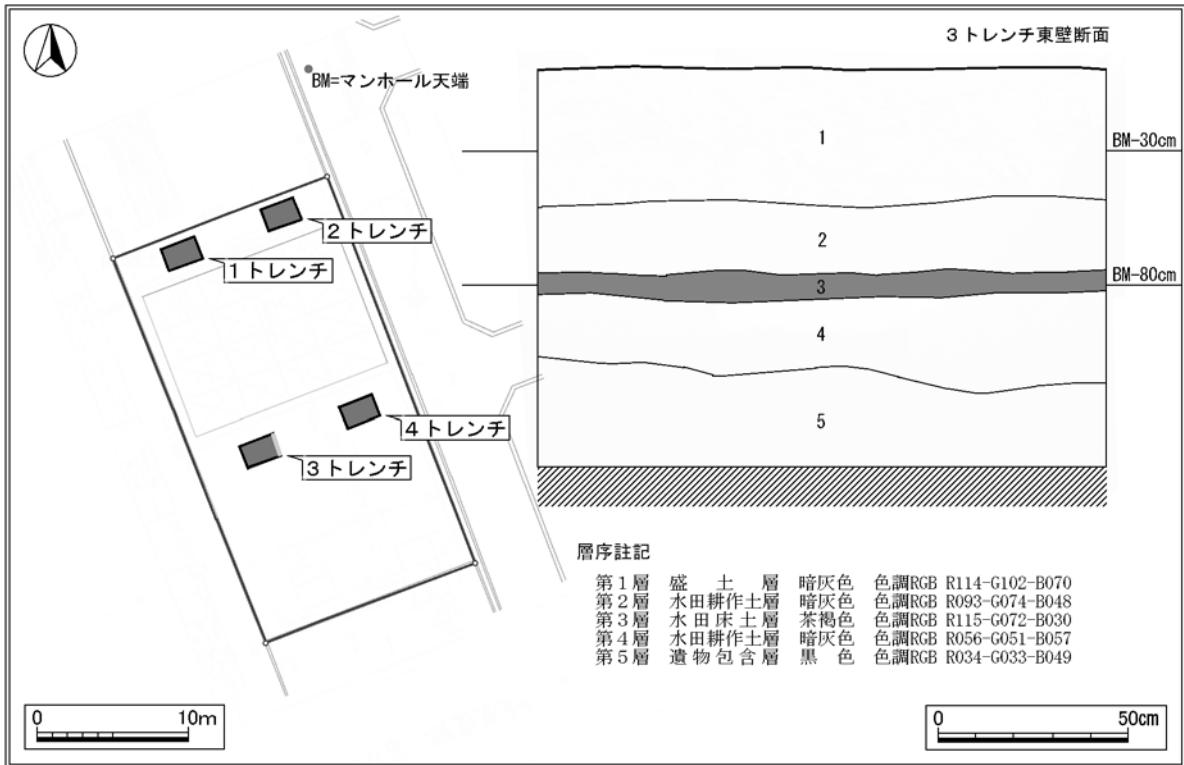 3トレンチ東壁断面
BM=マンホール天端
BM-30cm
BM-80cm
1
2
3
4
5
2トレンチ
1トレンチ
4トレンチ
3トレンチ
層序註記
第1層 盛土層 暗灰色 色調RGB R114-G102-B070
第2層 水田耕作土層 暗灰色 色調RGB R093-G074-B048
第3層 水田床土層 茶褐色 色調RGB R115-G072-B030
第4層 水田耕作土層 暗灰色 色調RGB R056-G051-B057
第5層 遺物包含層 黒色 色調RGB R034-G033-B049
0 10m
0 50cm